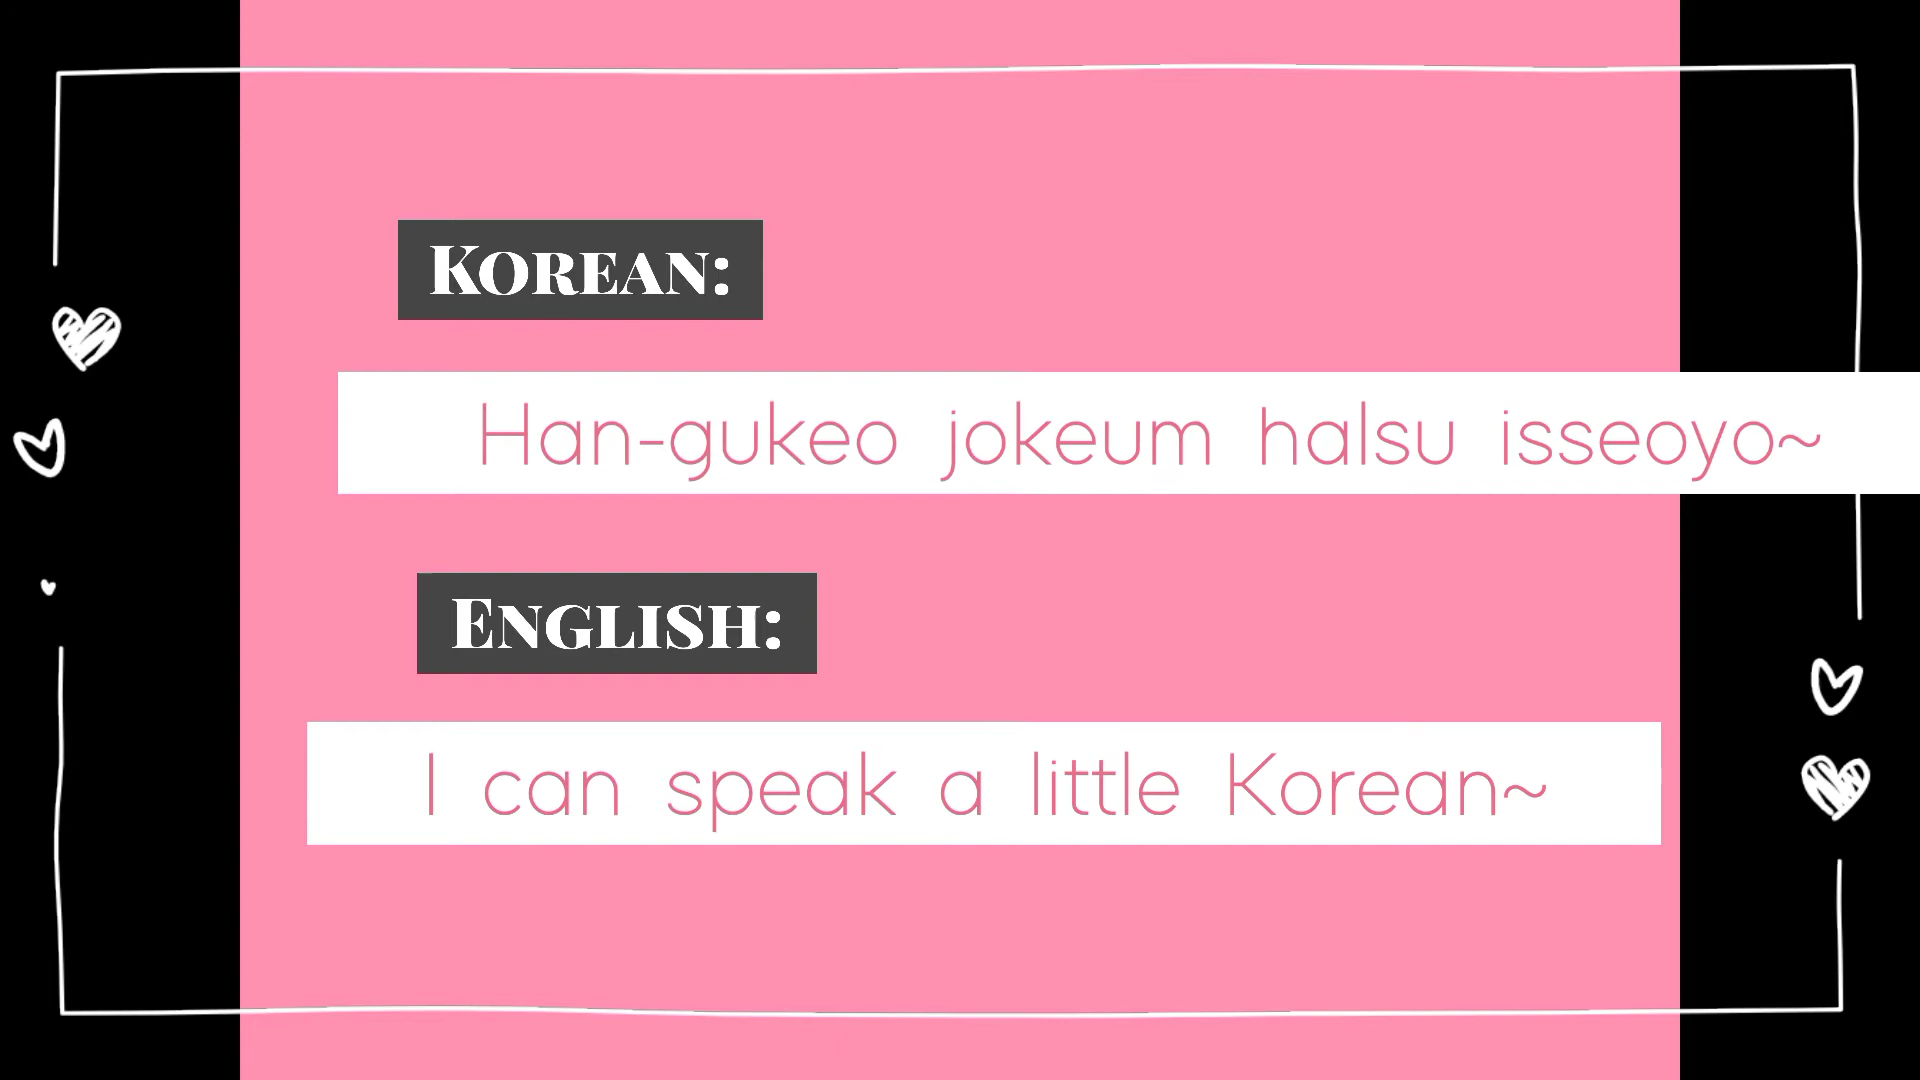 Korean:
Han-gukeo jokeum halsu isseoyo~
English:
I can speak a little Korean~